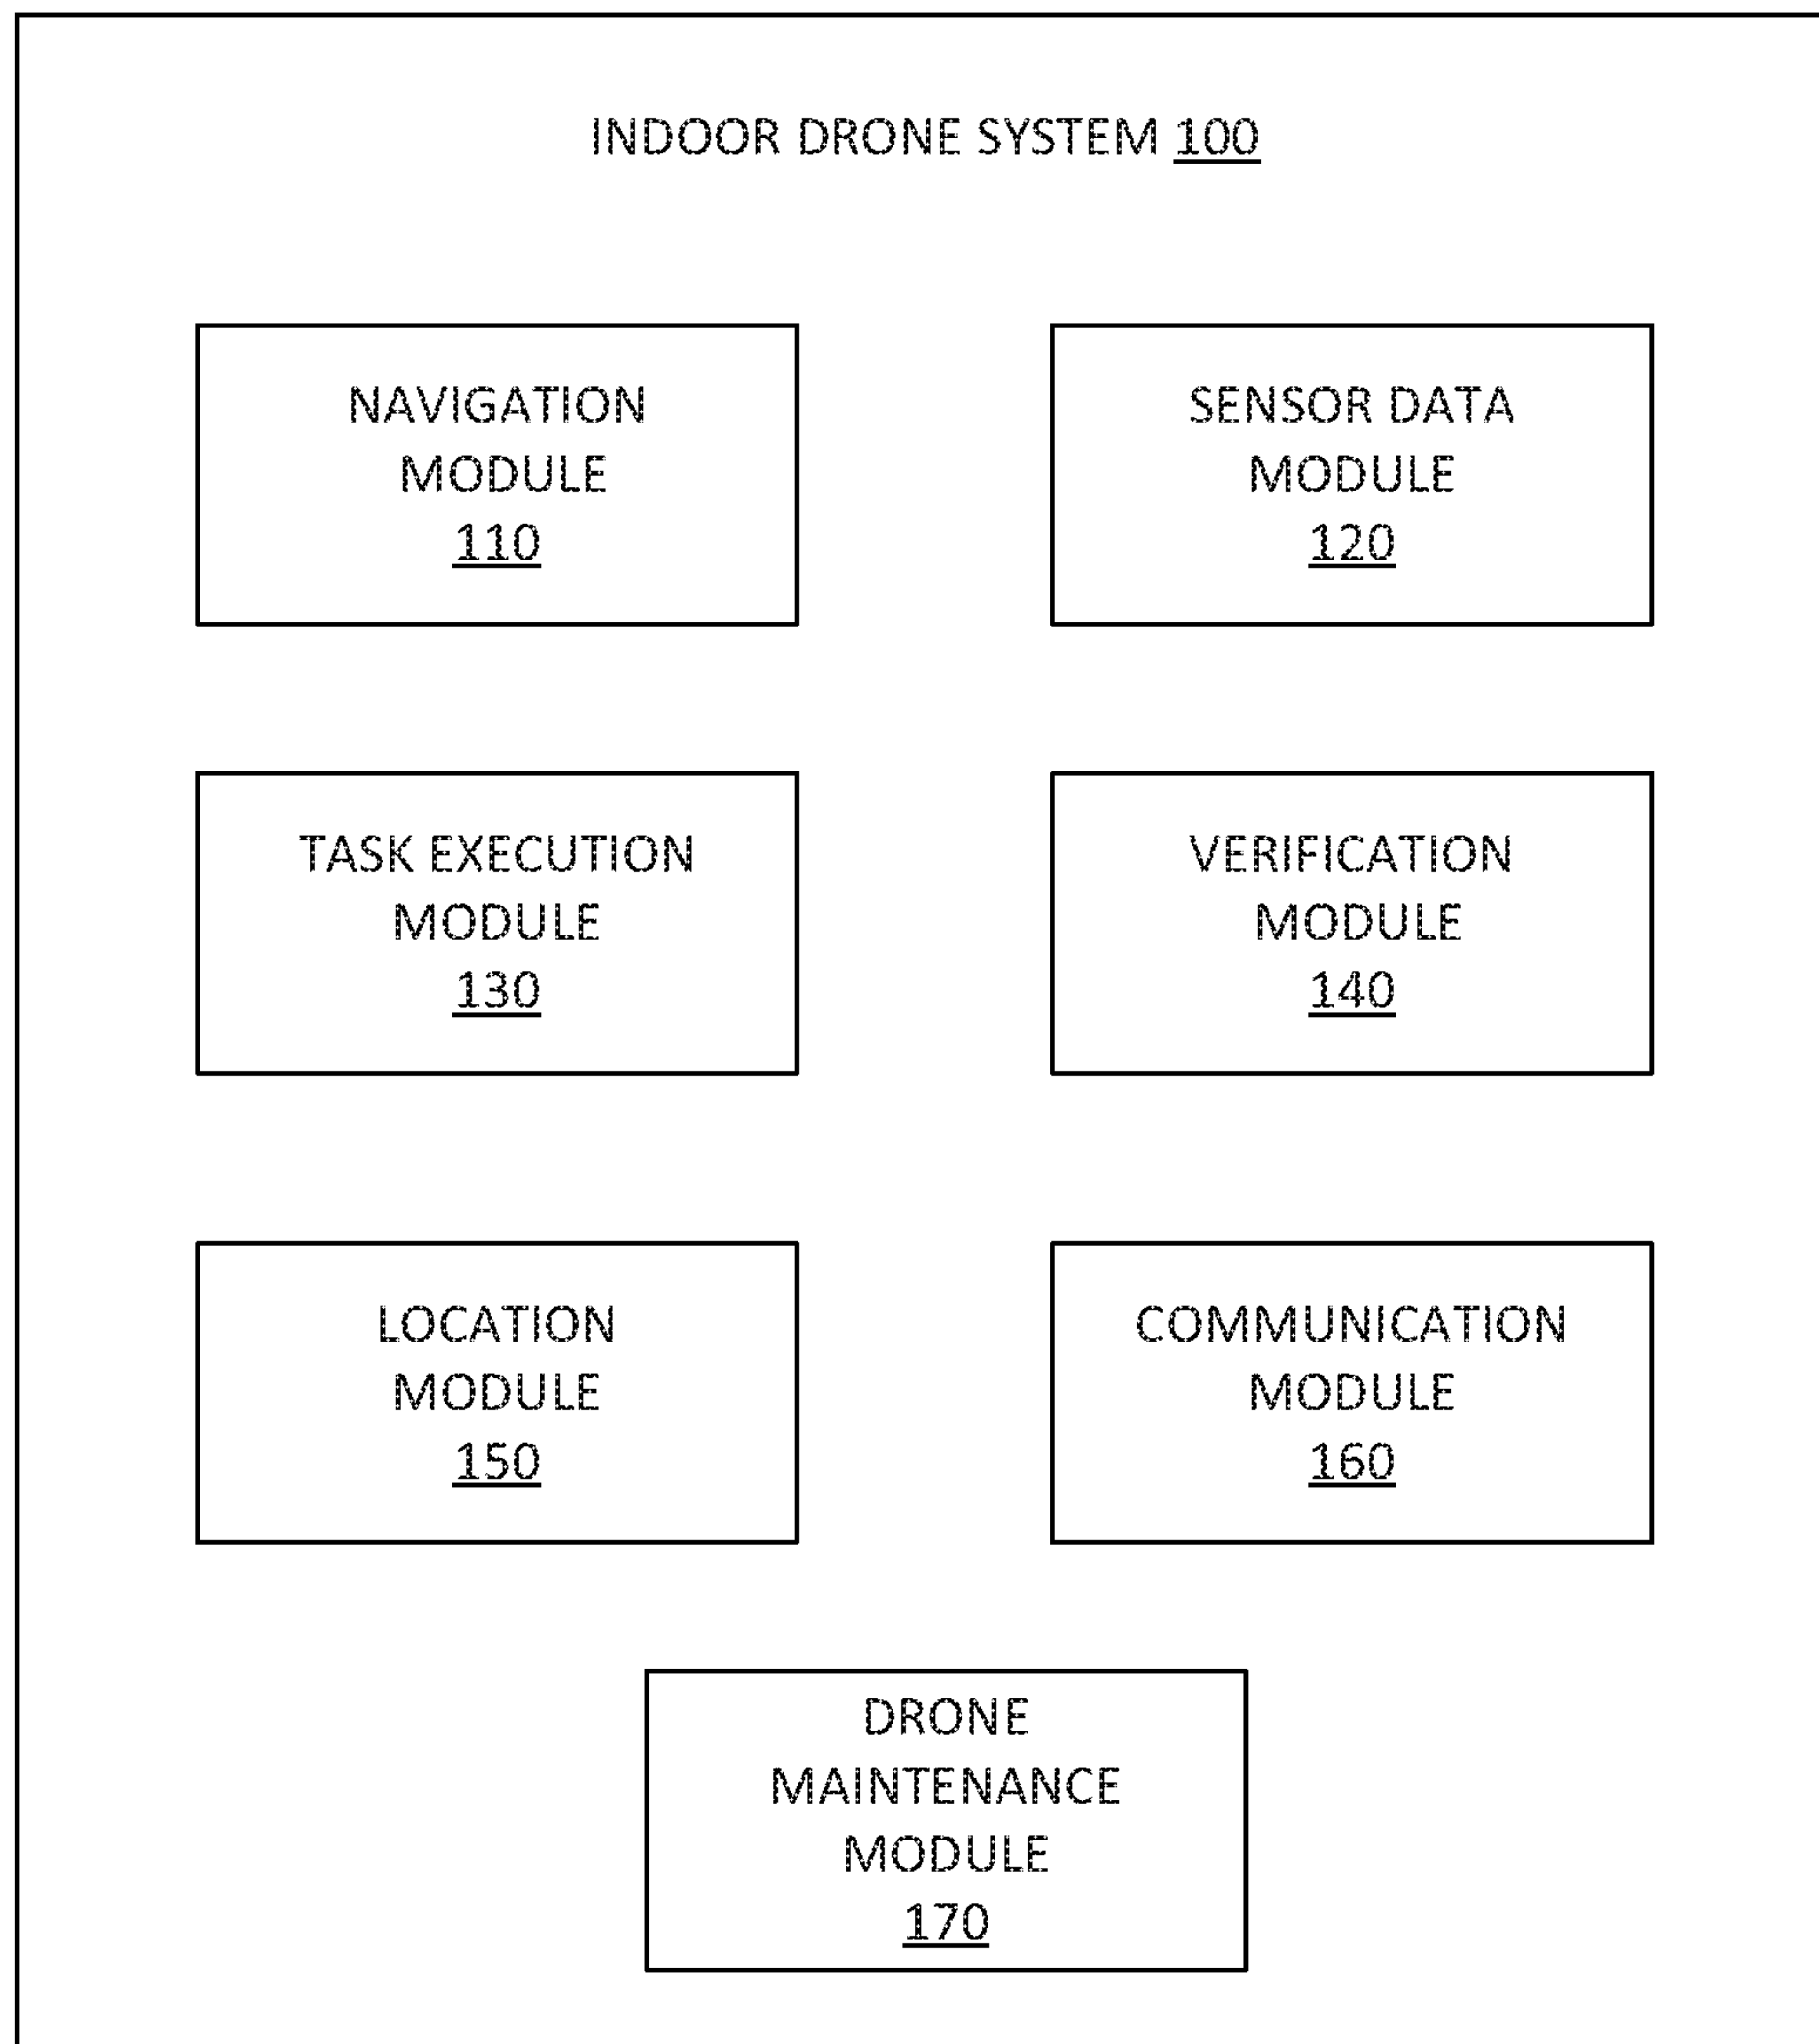 INDOOR DRONE SYSTEM 100
NAVIGATION
MODULE
110
SENSOR DATA
MODULE
120
TASK EXECUTION
MODULE
130
VERIFICATION
MODULE
140
LOCATION
MODULE
150
COMMUNICATION
MODULE
160
DRONE
MAINTENANCE
MODULE
170